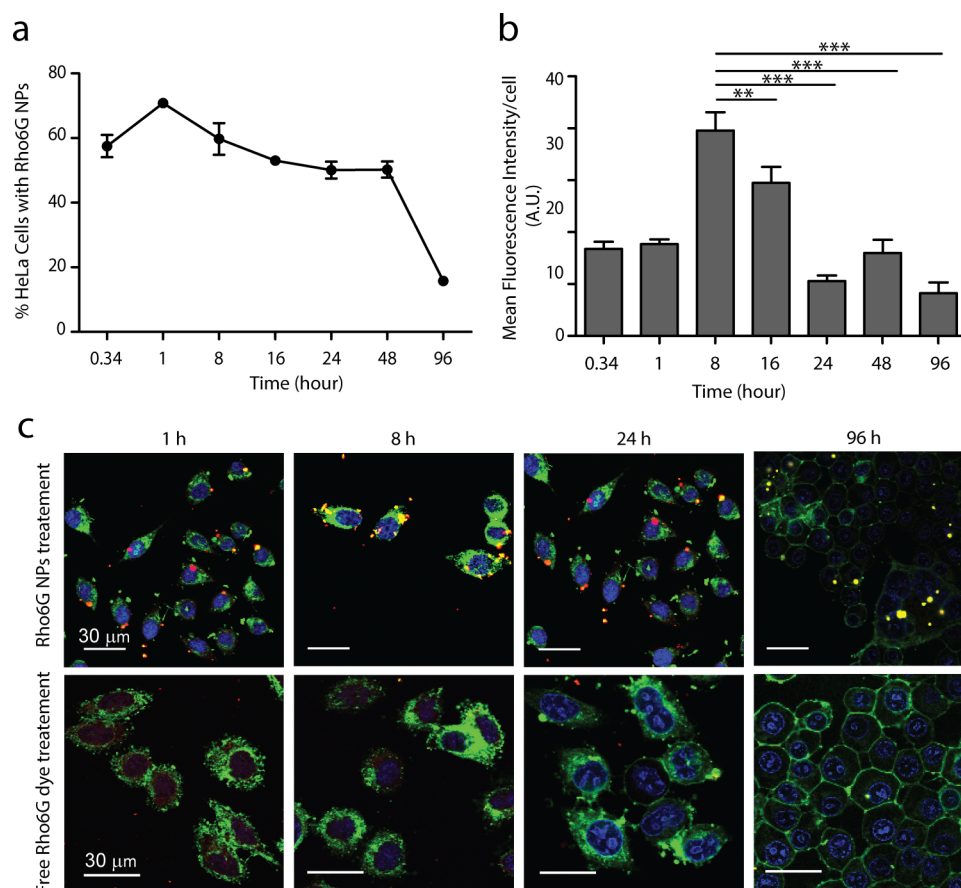 a
% HeLa Cells with Rho6G NPs
80
60
40
20
0
0.34 1 8 16 24 48 96
Time (hour)
b
Mean Fluorescence Intensity/cell
(A.U.)
40
30
20
10
0
***
***
***
**
0.34 1 8 16 24 48 96
Time (hour)
c
1 h 8 h 24 h 96 h
Rho6G NPs treatement
30 µm
Free Rho6G dye treatement
30 µm